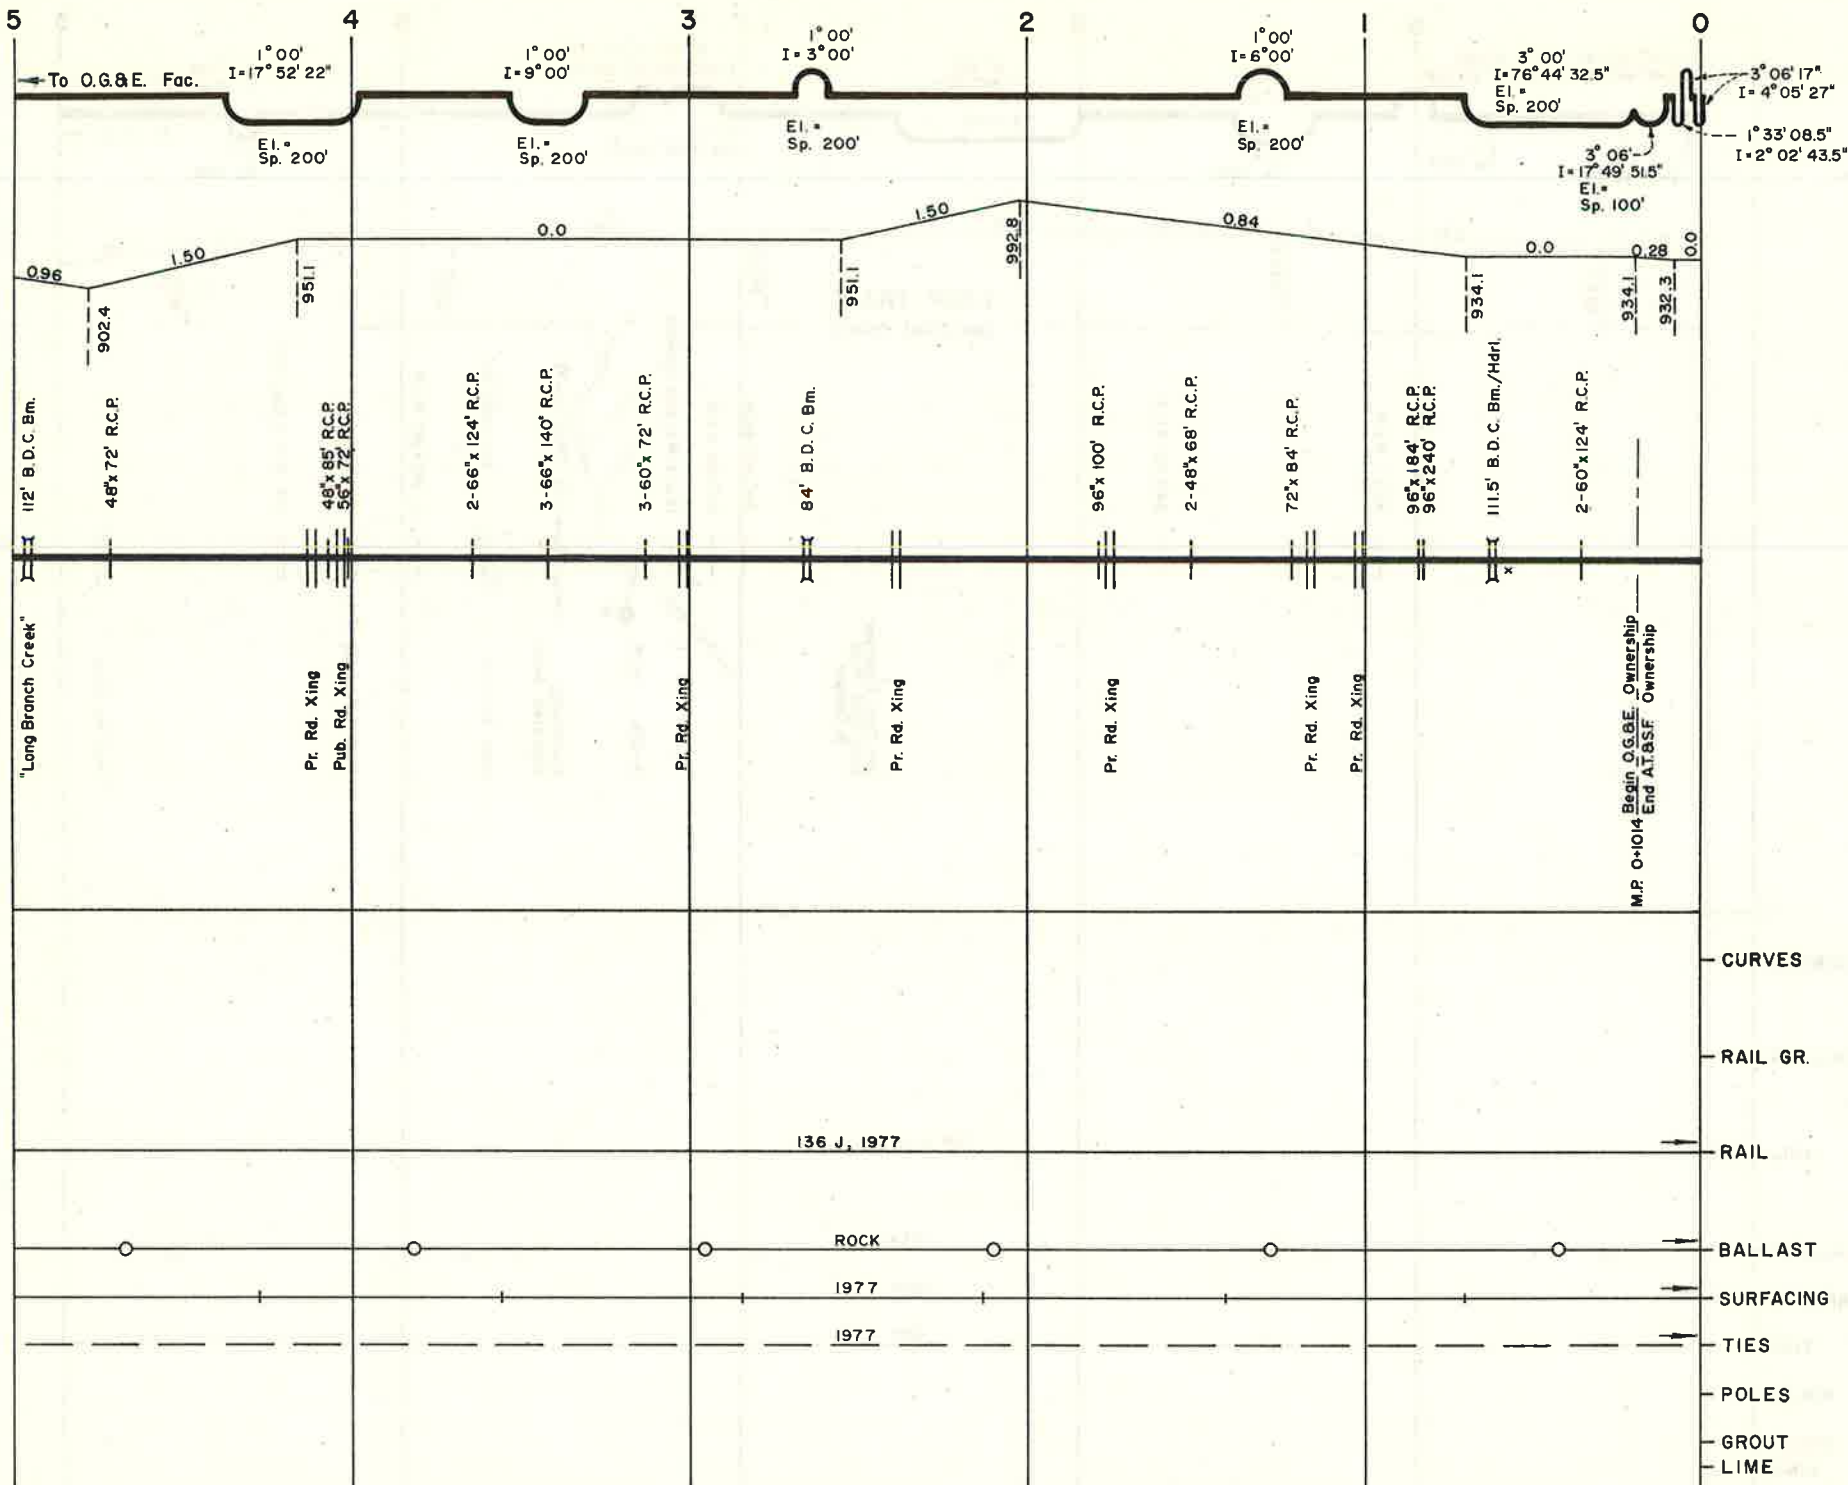 5
4
3
2
1
0
To O.G.&E. Fac.
1° 00'
I = 17° 52' 22"
El. =
Sp. 200'
1° 00'
I = 9° 00'
El. =
Sp. 200'
1° 00'
I = 3° 00'
El. =
Sp. 200'
1° 00'
I = 6° 00'
El. =
Sp. 200'
3° 00'
I = 76° 44' 32.5"
El. =
Sp. 200'
3° 06' 17"
I = 4° 05' 27"
1° 33' 08.5"
I = 2° 02' 43.5"
3° 06'
I = 17° 49' 51.5"
El. =
Sp. 100'
0.96
1.50
0.0
1.50
0.84
0.0
0.28
0.0
902.4
951.1
951.1
992.8
934.1
934.1
932.3
112' B.D.C. Bm.
48"x 72' R.C.P.
48"x 85' R.C.P.
56"x 72' R.C.P.
2-66"x 124' R.C.P.
3-66"x 140' R.C.P.
3-60"x 72' R.C.P.
84' B.D.C. Bm.
96"x 100' R.C.P.
2-48"x 68' R.C.P.
72"x 84' R.C.P.
96"x 184' R.C.P.
96"x 240' R.C.P.
111.5' B.D.C. Bm./Hdrl.
2-60"x 124' R.C.P.
x
"Long Branch Creek"
Pr. Rd. Xing
Pub. Rd. Xing
Pr. Rd. Xing
Pr. Rd. Xing
Pr. Rd. Xing
Pr. Rd. Xing
Pr. Rd. Xing
M.P. 0+1014 Begin O.G.&E. Ownership
End A.T.&S.F. Ownership
CURVES
RAIL GR.
136 J, 1977
RAIL
ROCK
BALLAST
1977
SURFACING
1977
TIES
POLES
GROUT
LIME